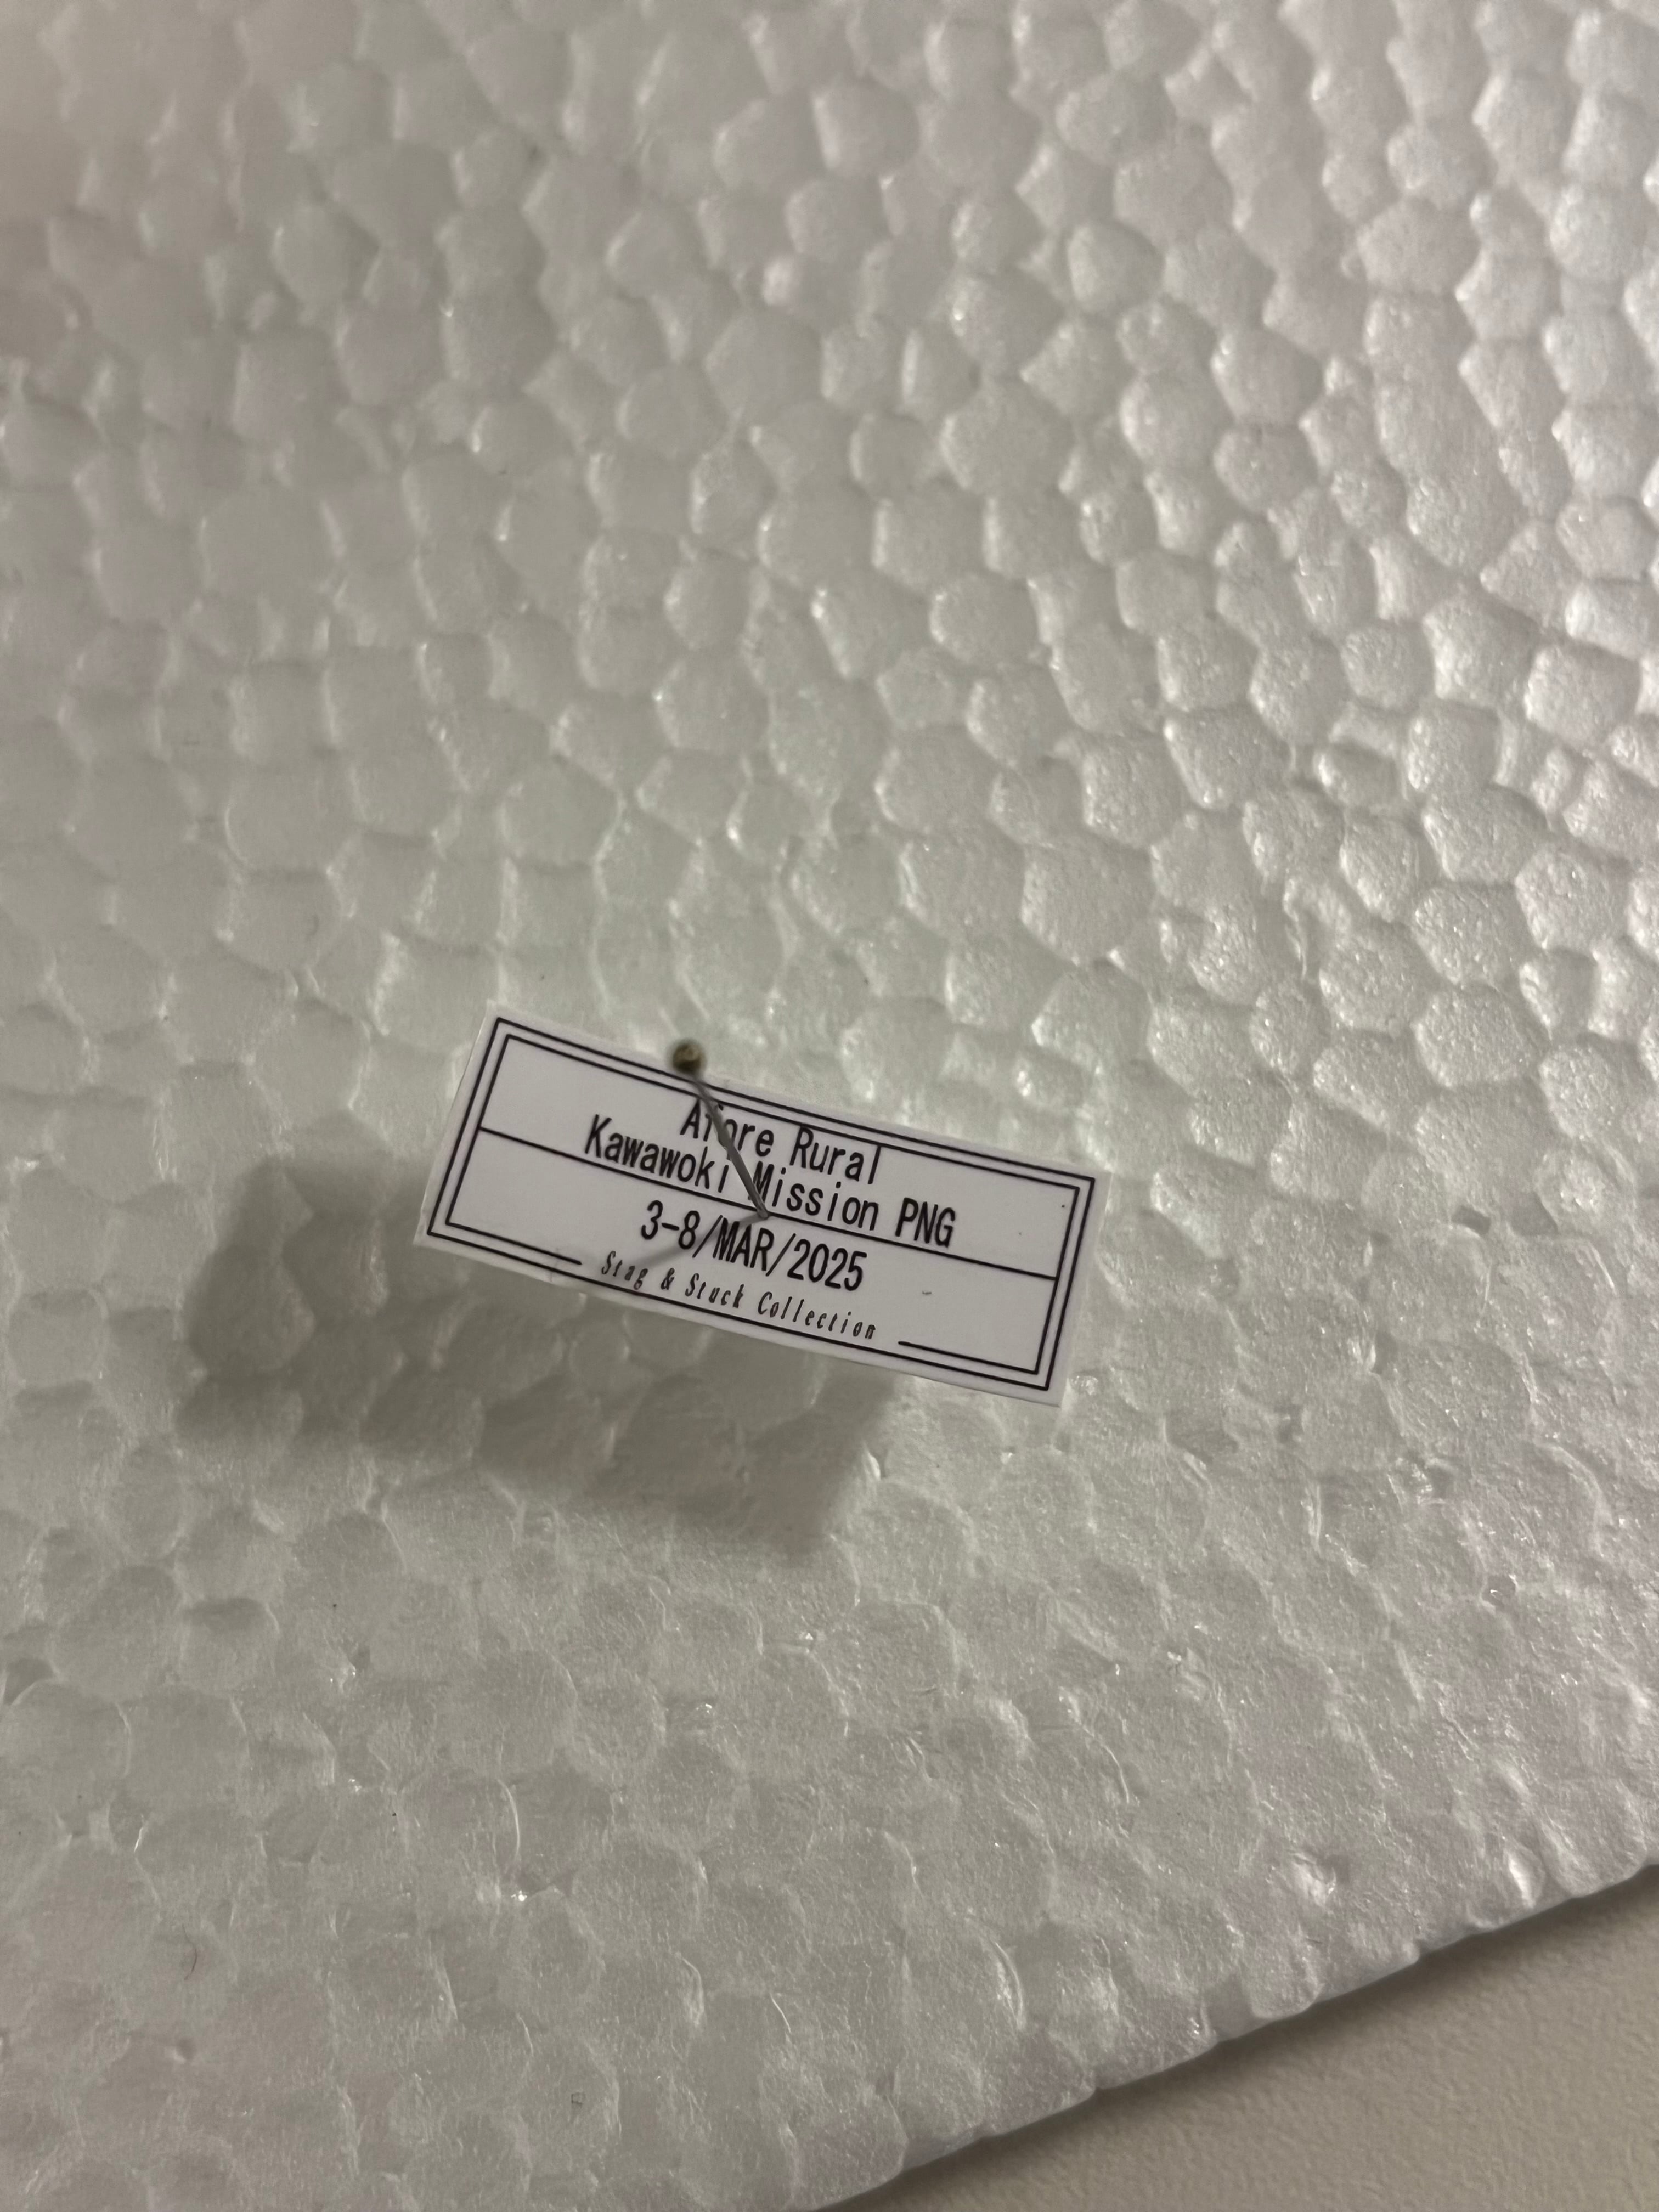 Afore Rural
Kawawoki Mission PNG
3-8/MAR/2025
Stag & Stuck Collection